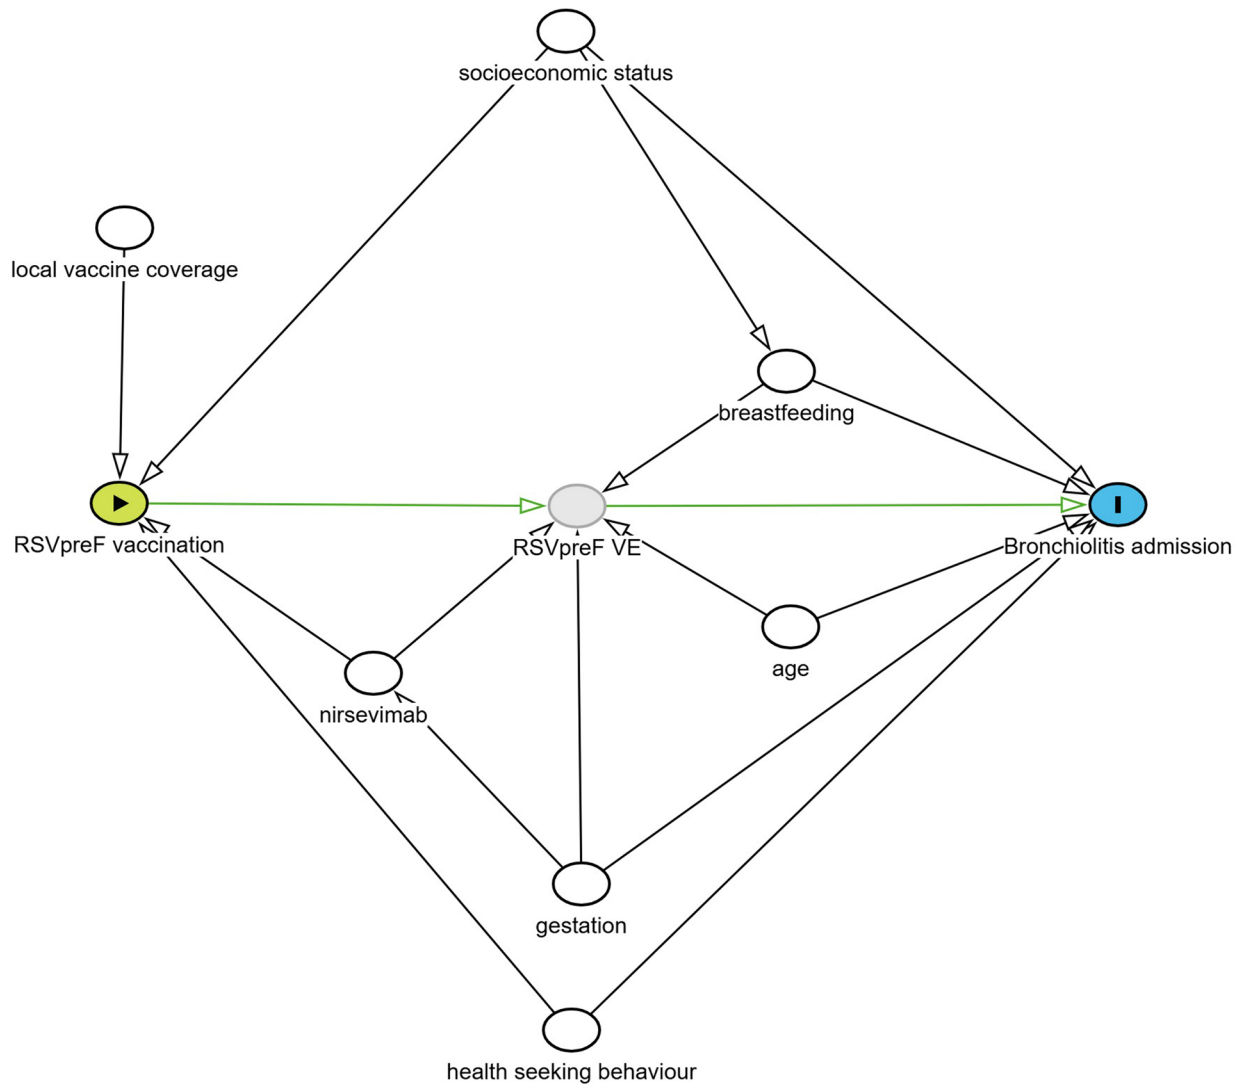 socioeconomic status
local vaccine coverage
breastfeeding
RSVpreF vaccination
RSVpreF VE
Bronchiolitis admission
age
nirsevimab
gestation
health seeking behaviour